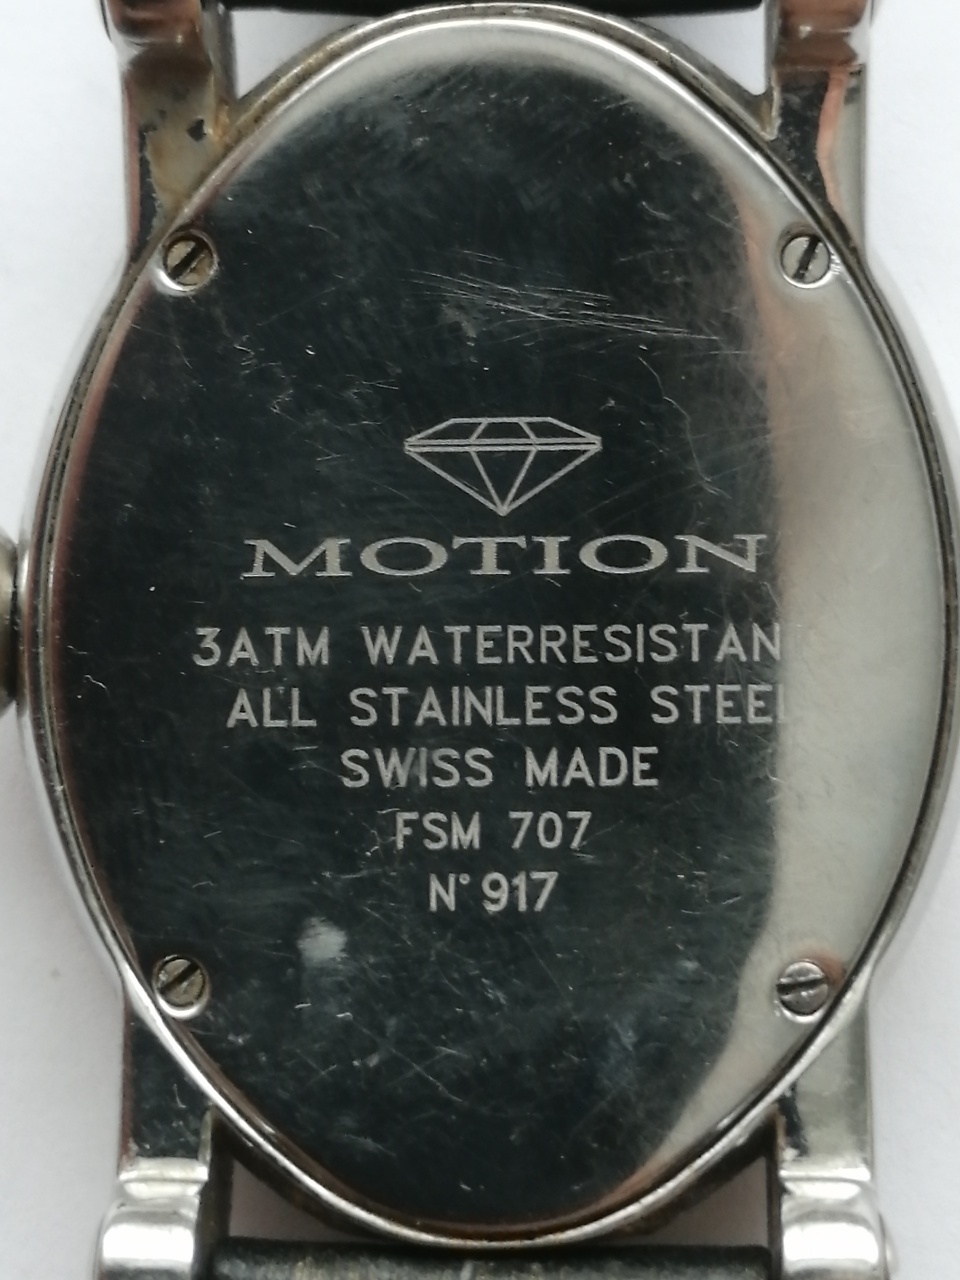 MOTION
3ATM WATERRESISTAN
ALL STAINLESS STEEL
SWISS MADE
FSM 707
N° 917